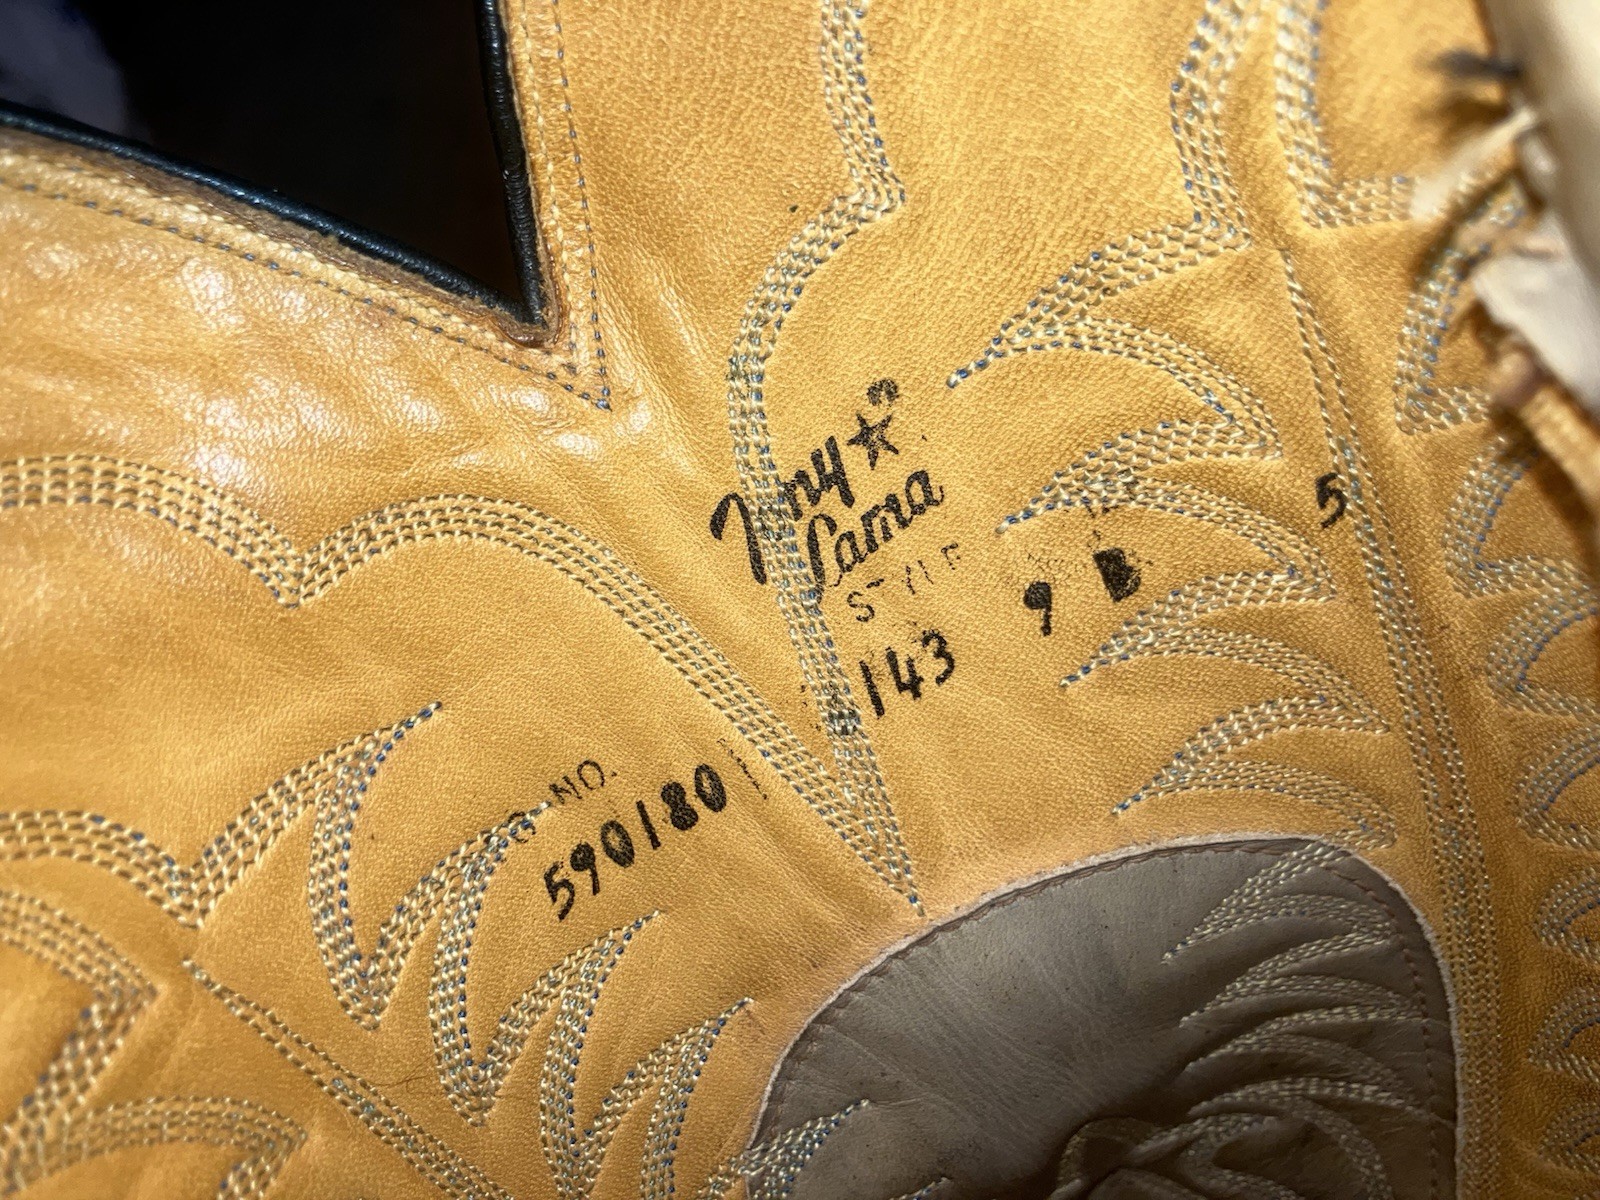 Tony
Lama
STYLE
143
9 B
5
NO.
590180